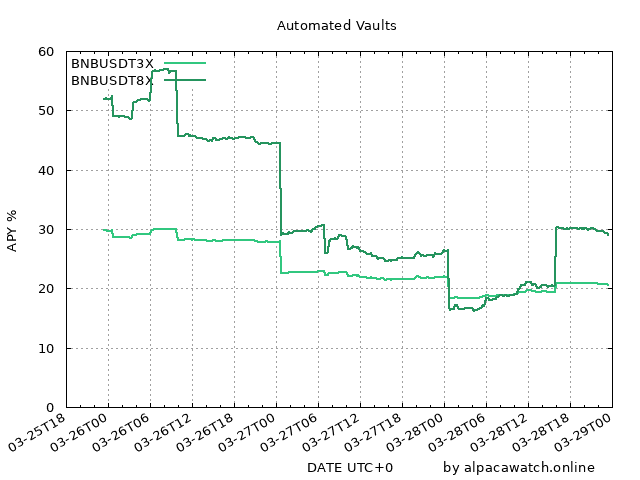 Automated Vaults
BNBUSDT3X
BNBUSDT8X
APY %
60
50
40
30
20
10
0
03-25T18
03-26T00
03-26T06
03-26T12
03-26T18
03-27T00
03-27T06
03-27T12
03-27T18
03-28T00
03-28T06
03-28T12
03-28T18
03-29T00
DATE UTC+0
by alpacawatch.online